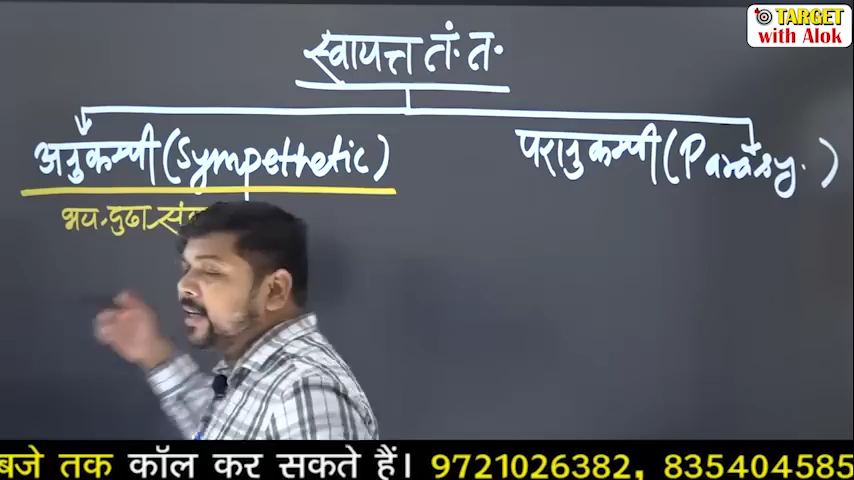 TARGET
with Alok
स्वायत्त तं. त.
अनुकम्पी (Sympethetic)
परानुकम्पी (Parasy.)
भय.
बजे तक कॉल कर सकते हैं। 9721026382, 835404585